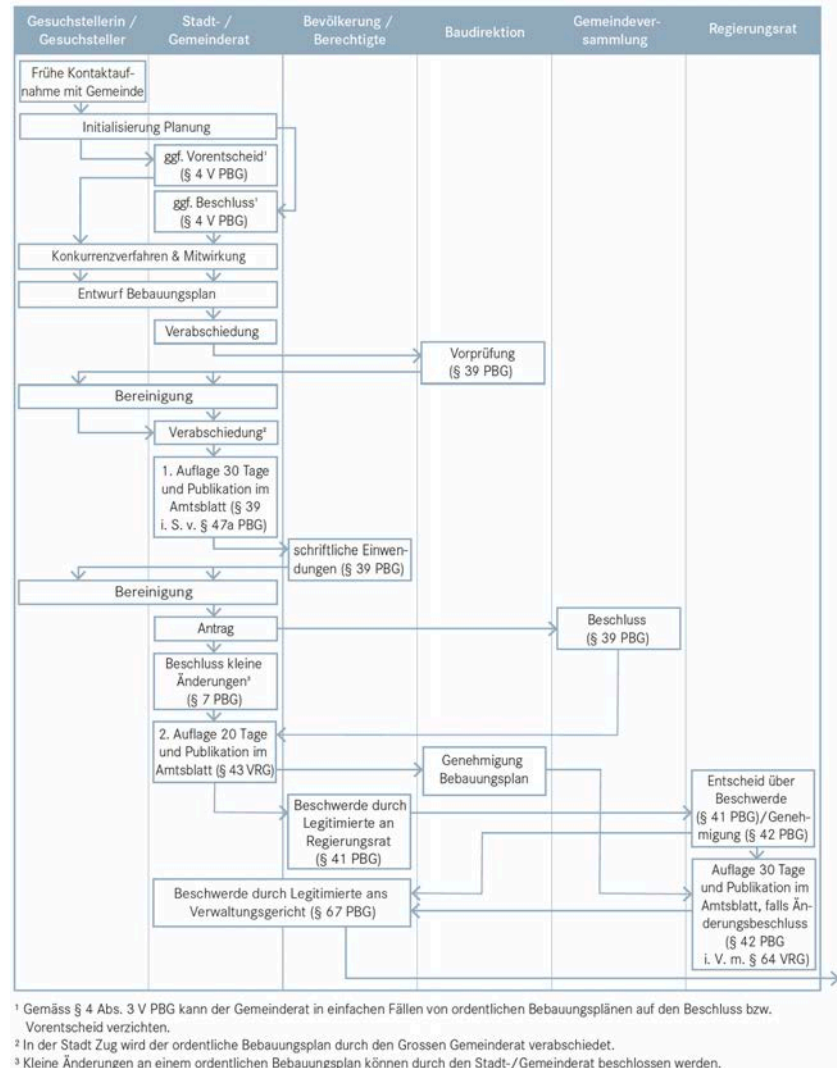 Gesuchstellerin /
Gesuchsteller
Stadt- /
Gemeinderat
Bevölkerung /
Berechtigte
Baudirektion
Gemeindever-
sammlung
Regierungsrat
Frühe Kontaktauf-
nahme mit Gemeinde
Initialisierung Planung
ggf. Vorentscheid¹
(§ 4 V PBG)
ggf. Beschluss¹
(§ 4 V PBG)
Konkurrenzverfahren & Mitwirkung
Entwurf Bebauungsplan
Verabschiedung
Vorprüfung
(§ 39 PBG)
Bereinigung
Verabschiedung²
1. Auflage 30 Tage
und Publikation im
Amtsblatt (§ 39
i. S. v. § 47a PBG)
schriftliche Einwen-
dungen (§ 39 PBG)
Bereinigung
Antrag
Beschluss
(§ 39 PBG)
Beschluss kleine
Änderungen³
(§ 7 PBG)
2. Auflage 20 Tage
und Publikation im
Amtsblatt (§ 43 VRG)
Genehmigung
Bebauungsplan
Beschwerde durch
Legitimierte an
Regierungsrat
(§ 41 PBG)
Entscheid über
Beschwerde
(§ 41 PBG)/Geneh-
migung (§ 42 PBG)
Beschwerde durch Legitimierte ans
Verwaltungsgericht (§ 67 PBG)
Auflage 30 Tage
und Publikation im
Amtsblatt, falls Än-
derungsbeschluss
(§ 42 PBG
i. V. m. § 64 VRG)
¹ Gemäss § 4 Abs. 3 V PBG kann der Gemeinderat in einfachen Fällen von ordentlichen Bebauungsplänen auf den Beschluss bzw.
Vorentscheid verzichten.
² In der Stadt Zug wird der ordentliche Bebauungsplan durch den Grossen Gemeinderat verabschiedet.
³ Kleine Änderungen an einem ordentlichen Bebauungsplan können durch den Stadt-/Gemeinderat beschlossen werden.